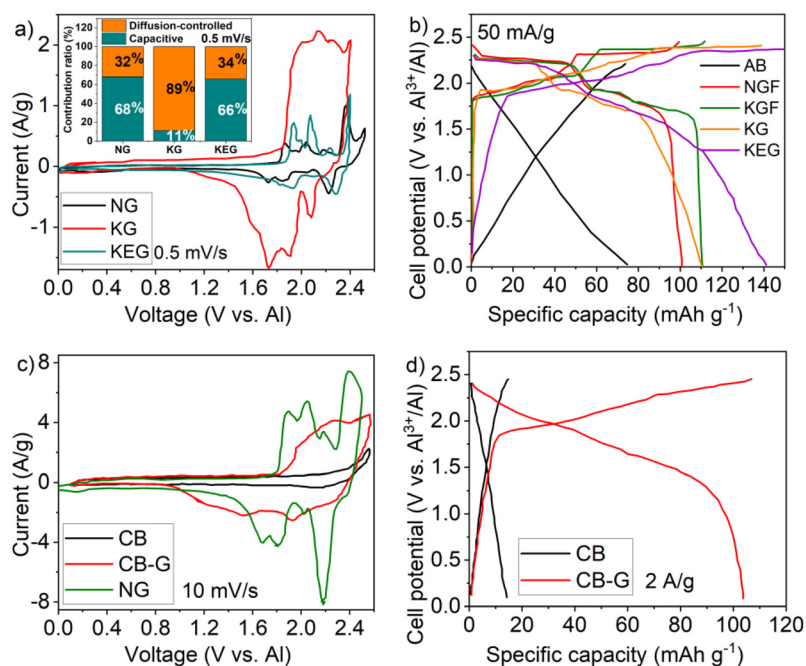 a)
Contribution ratio (%)
100
80
60
40
20
0
Diffusion-controlled
Capacitive 0.5 mV/s
32%
68%
89%
11%
34%
66%
NG KG KEG
Current (A/g)
2
1
0
-1
NG
KG
KEG 0.5 mV/s
0.0 0.4 0.8 1.2 1.6 2.0 2.4
Voltage (V vs. Al)
b)
50 mA/g
Cell potential (V vs. Al³⁺/Al)
2.5
2.0
1.5
1.0
0.5
0.0
AB
NGF
KGF
KG
KEG
0 20 40 60 80 100 120 140
Specific capacity (mAh g⁻¹)
c)
Current (A/g)
8
4
0
-4
-8
CB
CB-G
NG 10 mV/s
0.0 0.4 0.8 1.2 1.6 2.0 2.4
Voltage (V vs. Al)
d)
Cell potential (V vs. Al³⁺/Al)
2.5
2.0
1.5
1.0
0.5
0.0
CB
CB-G 2 A/g
0 20 40 60 80 100
Specific capacity (mAh g⁻¹)